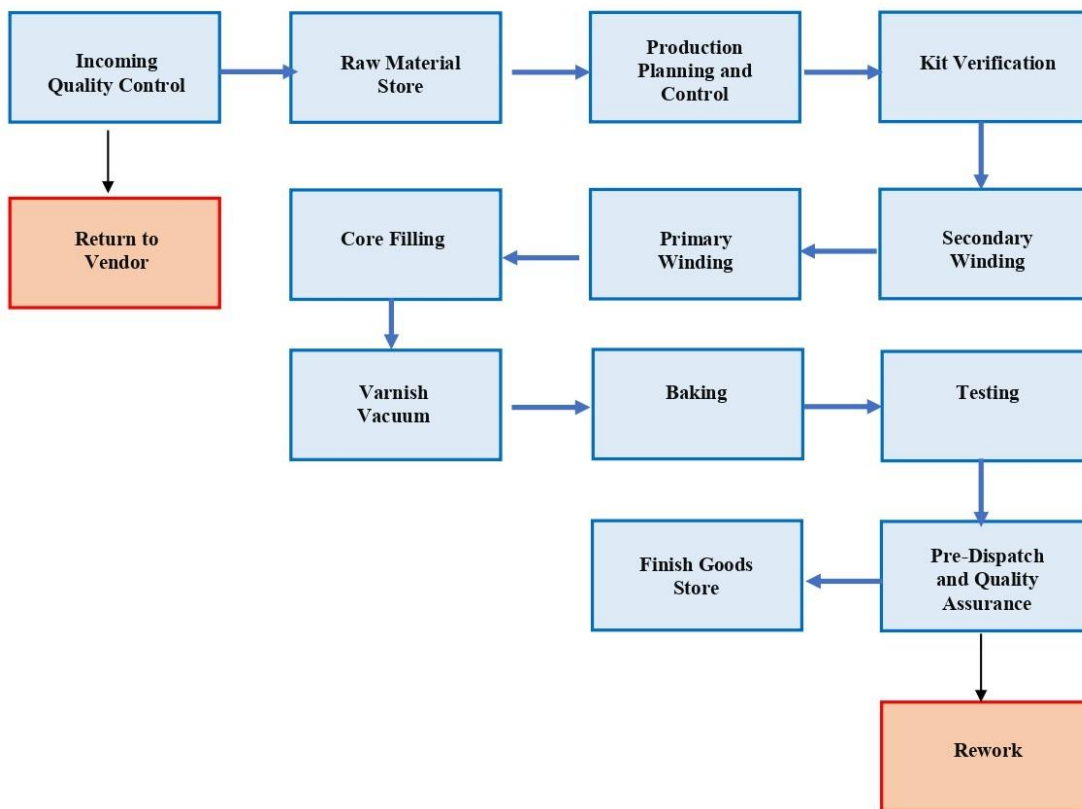 Incoming
Quality Control
Raw Material
Store
Production
Planning and
Control
Kit Verification
Return to
Vendor
Core Filling
Primary
Winding
Secondary
Winding
Varnish
Vacuum
Baking
Testing
Finish Goods
Store
Pre-Dispatch
and Quality
Assurance
Rework